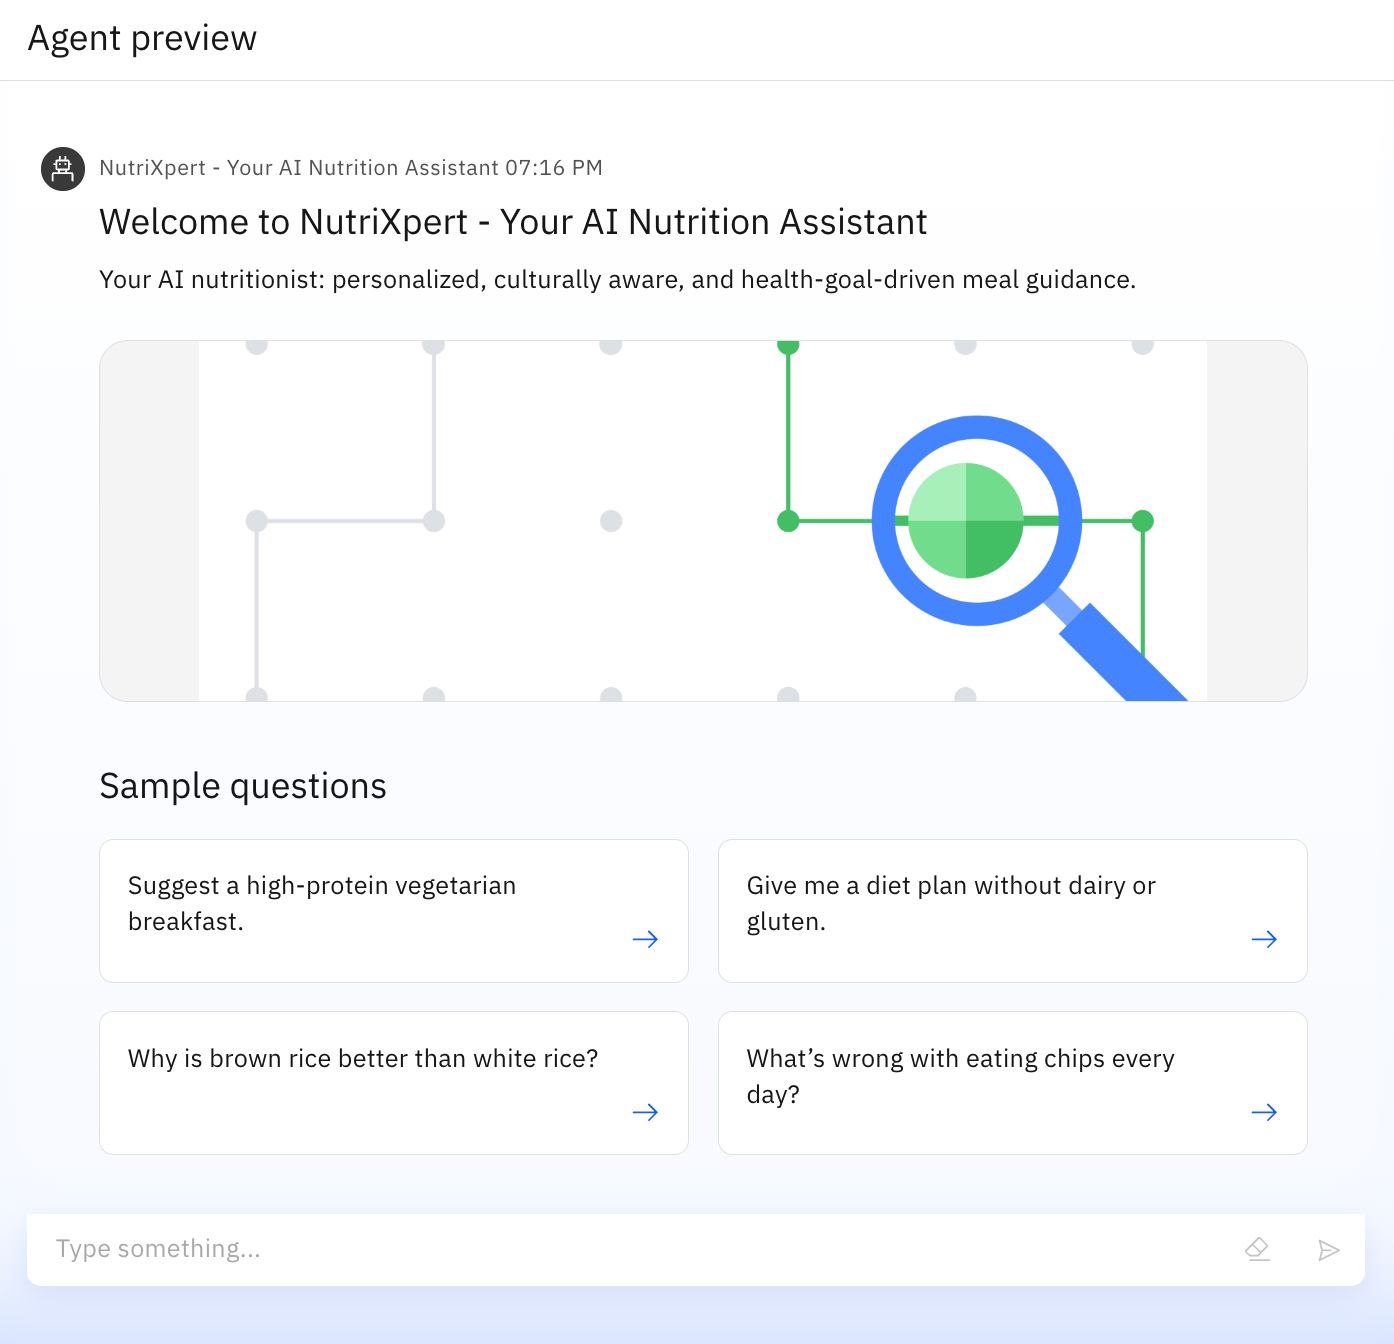 Agent preview
NutriXpert - Your AI Nutrition Assistant 07:16 PM
Welcome to NutriXpert - Your AI Nutrition Assistant
Your AI nutritionist: personalized, culturally aware, and health-goal-driven meal guidance.
Sample questions
Suggest a high-protein vegetarian
breakfast.
Give me a diet plan without dairy or
gluten.
Why is brown rice better than white rice?
What’s wrong with eating chips every
day?
Type something...